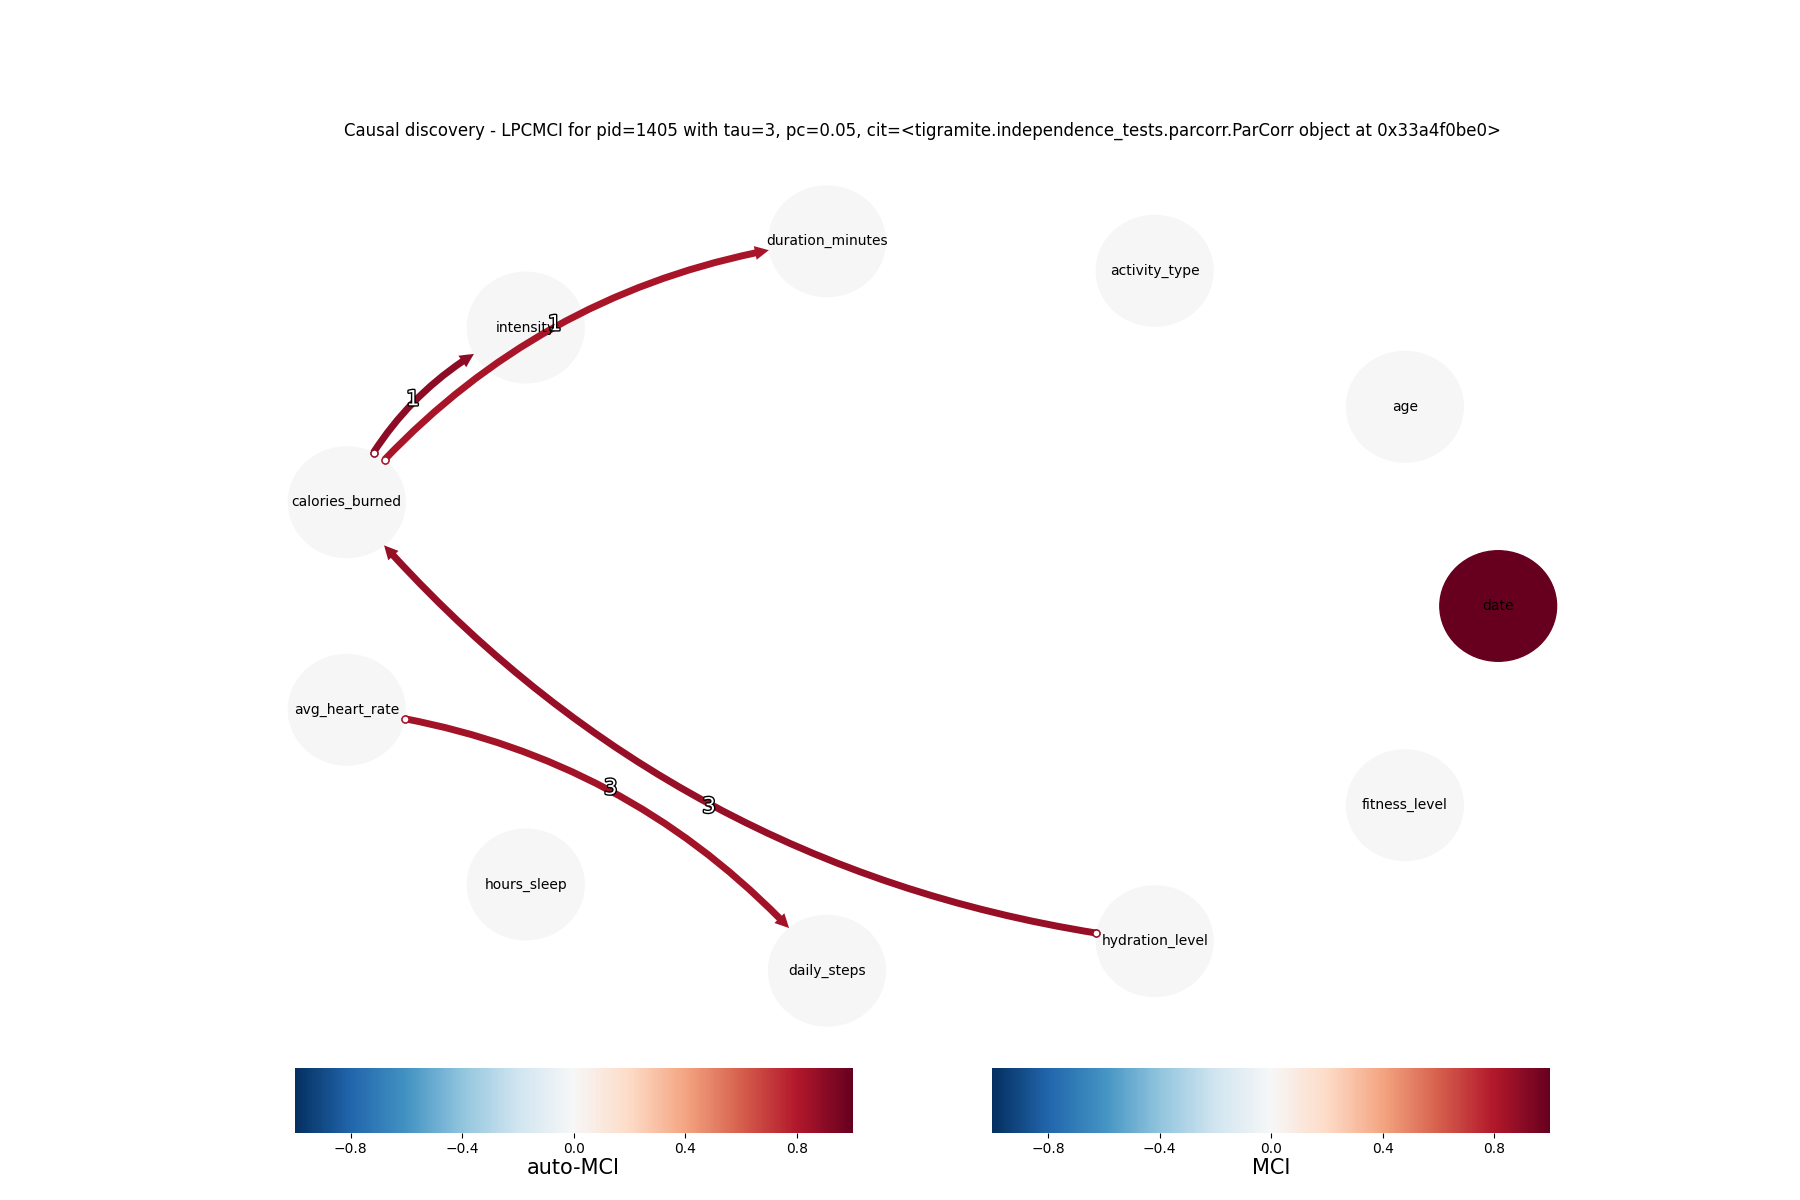 Causal discovery - LPCMCI for pid=1405 with tau=3, pc=0.05, cit=<tigramite.independence_tests.parcorr.ParCorr object at 0x33a4f0be0>
duration_minutes
activity_type
intensity
1
1
age
calories_burned
date
avg_heart_rate
3
3
fitness_level
hours_sleep
hydration_level
daily_steps
−0.8 −0.4 0.0 0.4 0.8
auto-MCI
−0.8 −0.4 0.0 0.4 0.8
MCI